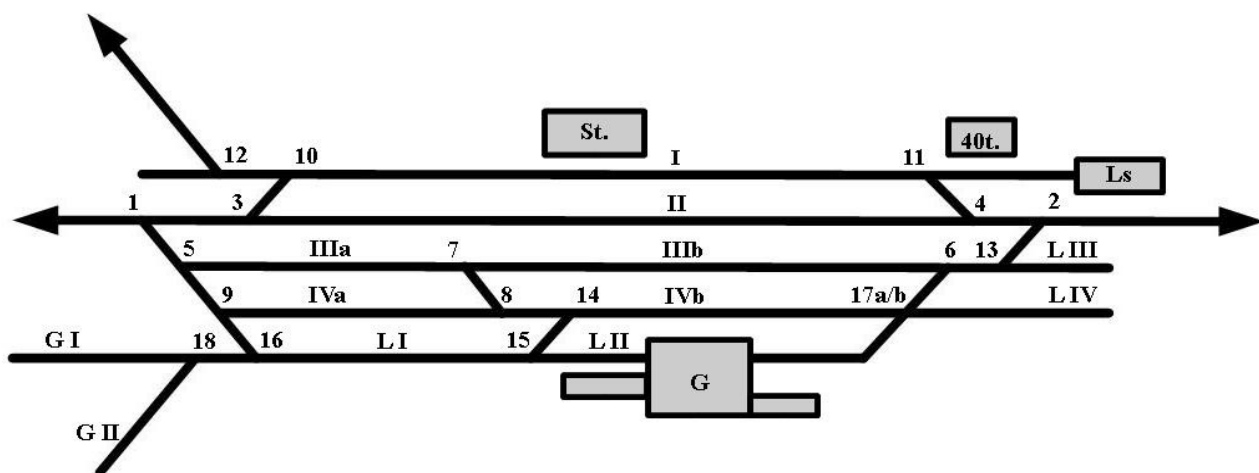 St.
40t.
12 10 I 11 Ls
1 3 II 4 2
5 IIIa 7 IIIb 6 13 L III
9 IVa 8 14 IVb 17a/b L IV
G I 18 16 L I 15 L II
G
G II